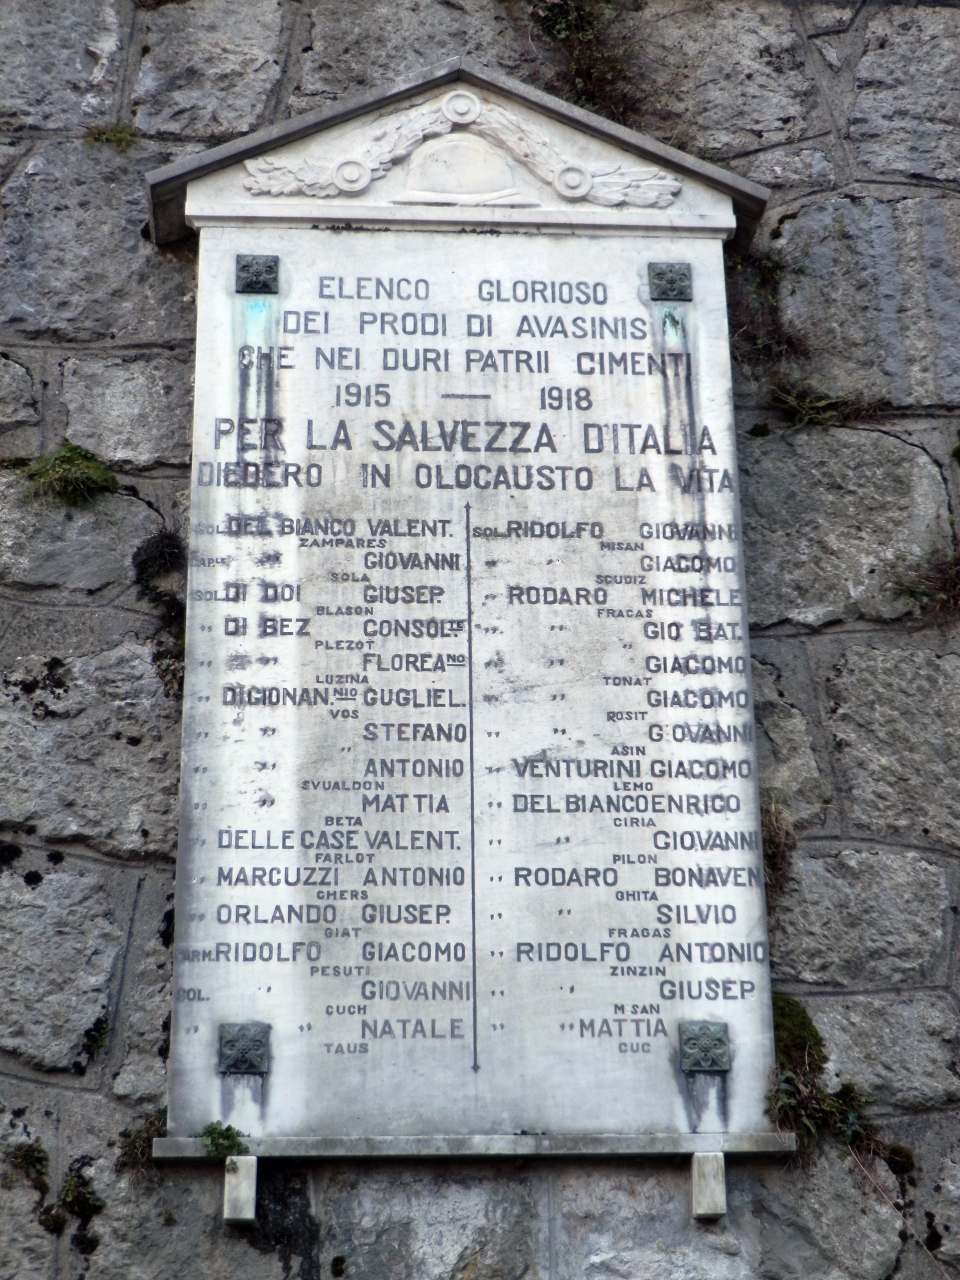 ELENCO GLORIOSO
DEI PRODI DI AVASINIS
CHE NEI DURI PATRII CIMENTI
1915 — 1918
PER LA SALVEZZA D'ITALIA
DIEDERO IN OLOCAUSTO LA VITA
SOL. DEL BIANCO VALENT.
ZAMPARES
CAP.LE " GIOVANNI
SOLA
SOL. DI DOI GIUSEP.
BLASON
" DI BEZ CONSOL.TE
PLEZOT
" " FLOREA.NO
LUZINA
" DIGIONAN.NIO GUGLIEL.
VOS
" " STEFANO
"
" " ANTONIO
SVUALDON
" " MATTIA
BETA
" DELLE CASE VALENT.
FARLOT
" MARCUZZI ANTONIO
CHERS
" ORLANDO GIUSEP.
GIAT
ARM. RIDOLFO GIACOMO
PESUTI
SOL. " GIOVANNI
CUCH
" " NATALE
TAUS
SOL. RIDOLFO GIOVANNI
MISAN
" " GIACOMO
SCUDIZ
" RODARO MICHELE
FRAGAS
" " GIO BAT.
"
" " GIACOMO
TONAT
" " GIACOMO
ROSIT
" " GIOVANNI
ASIN
" VENTURINI GIACOMO
LEMO
" DEL BIANCO ENRICO
CIRIA
" " GIOVANNI
PILON
" RODARO BONAVEN
GHITA
" " SILVIO
FRAGAS
" RIDOLFO ANTONIO
ZINZIN
" " GIUSEP
M SAN
" " MATTIA
CUC